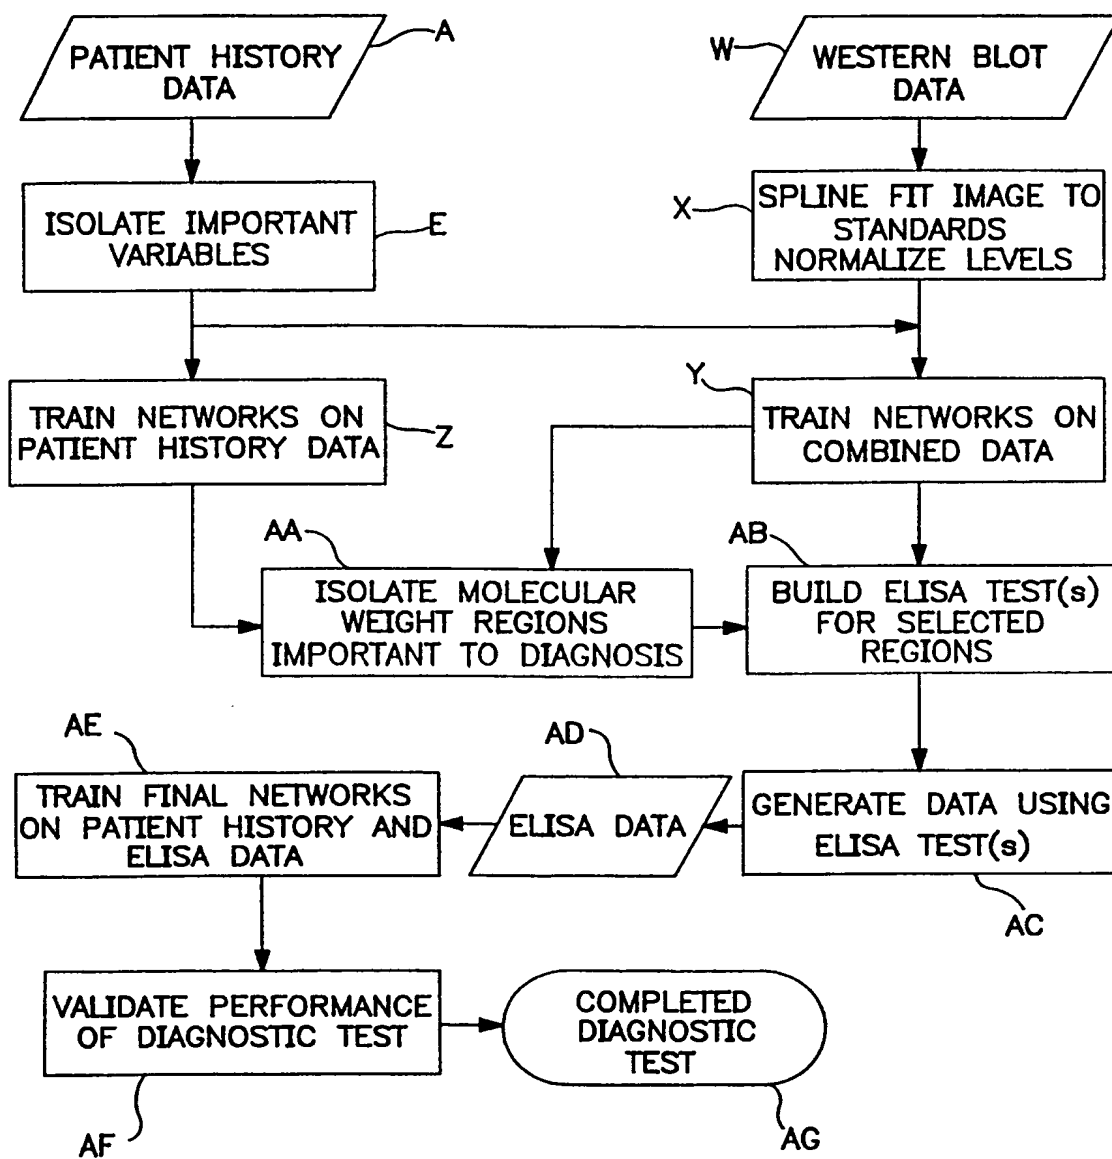 PATIENT HISTORY
DATA
A
W
WESTERN BLOT
DATA
ISOLATE IMPORTANT
VARIABLES
E
X
SPLINE FIT IMAGE TO
STANDARDS
NORMALIZE LEVELS
TRAIN NETWORKS ON
PATIENT HISTORY DATA
Z
Y
TRAIN NETWORKS ON
COMBINED DATA
AA
ISOLATE MOLECULAR
WEIGHT REGIONS
IMPORTANT TO DIAGNOSIS
AB
BUILD ELISA TEST(s)
FOR SELECTED
REGIONS
AE
TRAIN FINAL NETWORKS
ON PATIENT HISTORY AND
ELISA DATA
AD
ELISA DATA
GENERATE DATA USING
ELISA TEST(s)
AC
VALIDATE PERFORMANCE
OF DIAGNOSTIC TEST
AF
COMPLETED
DIAGNOSTIC
TEST
AG